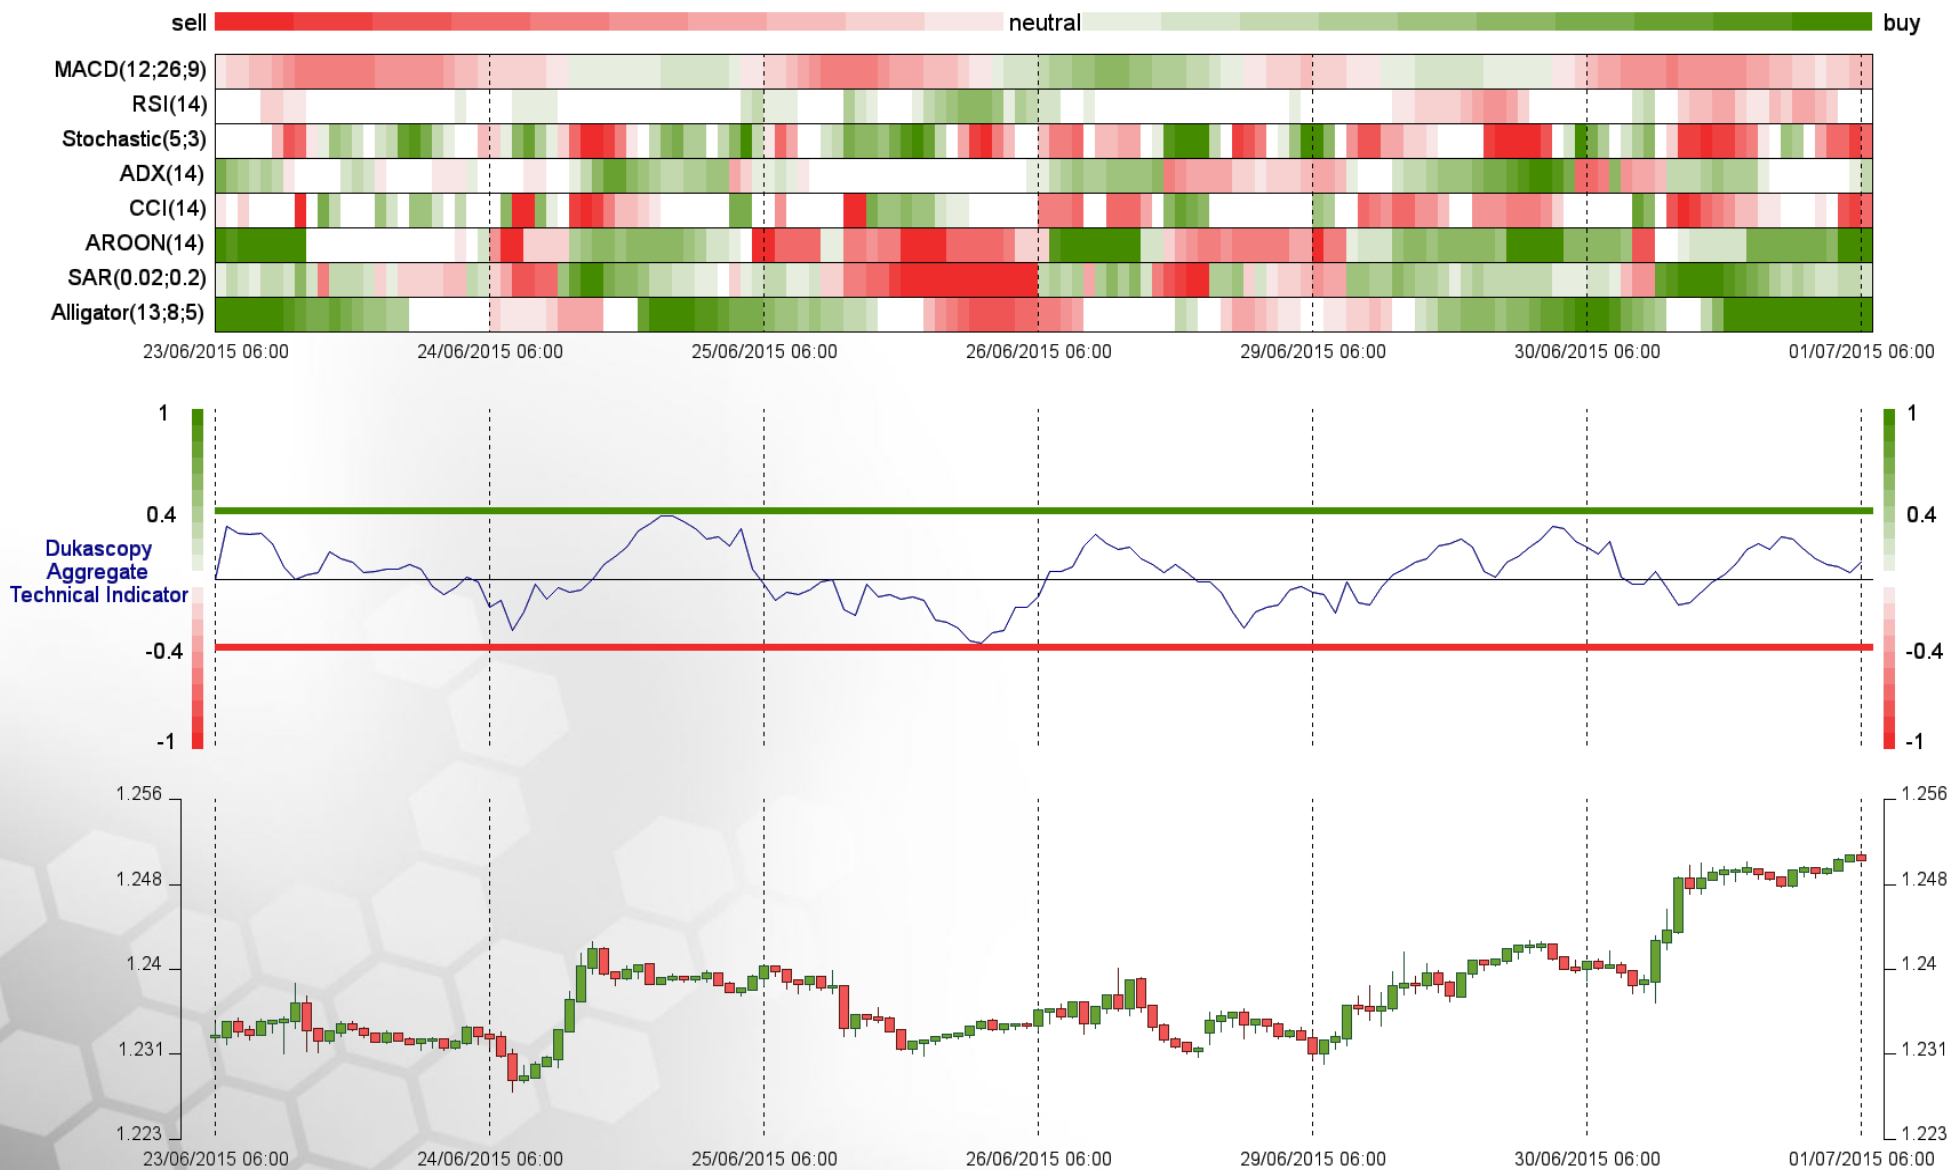 sell neutral buy
MACD(12;26;9)
RSI(14)
Stochastic(5;3)
ADX(14)
CCI(14)
AROON(14)
SAR(0.02;0.2)
Alligator(13;8;5)
23/06/2015 06:00 24/06/2015 06:00 25/06/2015 06:00 26/06/2015 06:00 29/06/2015 06:00 30/06/2015 06:00 01/07/2015 06:00
1 1
0.4 0.4
Dukascopy
Aggregate
Technical Indicator
-0.4 -0.4
-1 -1
1.256 1.256
1.248 1.248
1.24 1.24
1.231 1.231
1.223 1.223
23/06/2015 06:00 24/06/2015 06:00 25/06/2015 06:00 26/06/2015 06:00 29/06/2015 06:00 30/06/2015 06:00 01/07/2015 06:00